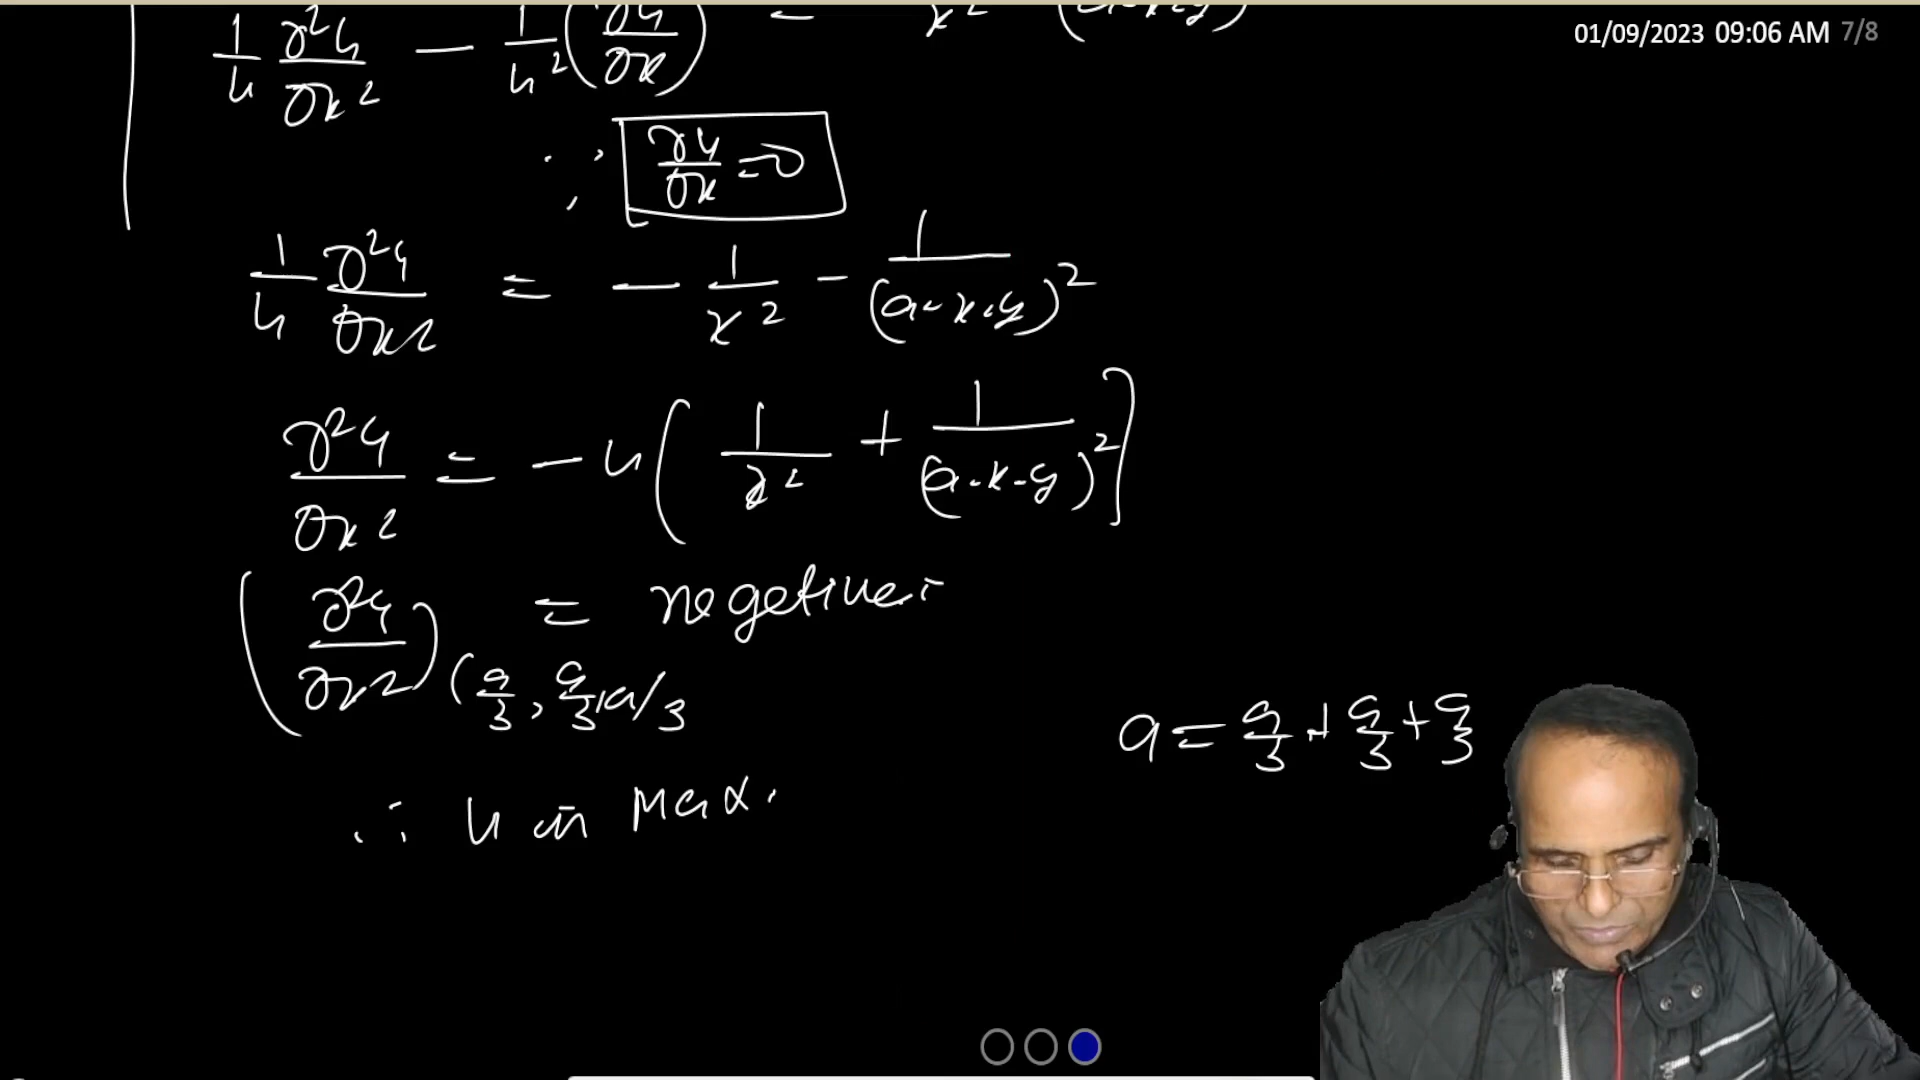 01/09/2023 09:06 AM 7/8
1/u ∂²u/∂x² − 1/u² (∂u/∂x) = x² (a-x-y)
∵ ∂u/∂x = 0
1/u ∂²u/∂x² = − 1/x² − 1/(a-x-y)²
∂²u/∂x² = − u [ 1/x² + 1/(a-x-y)² ]
(∂²u/∂x²) (a/3, a/3, a/3 = negetive.
a = a/3 + a/3 + a/3
∴ u is Max.